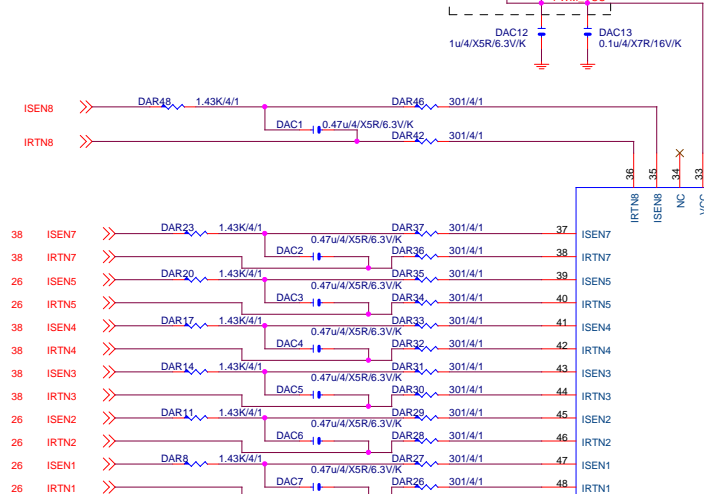 DAC12 DAC13
1u/4/X5R/6.3V/K 0.1u/4/X7R/16V/K
ISEN8 DAR48 1.43K/4/1 DAR46 301/4/1
DAC1 0.47u/4/X5R/6.3V/K
IRTN8 DAR42 301/4/1
36 35 34 33
IRTN8 ISEN8 NC VCC
38 ISEN7 DAR23 1.43K/4/1 DAR37 301/4/1 37 ISEN7
0.47u/4/X5R/6.3V/K
38 IRTN7 DAC2 DAR36 301/4/1 38 IRTN7
26 ISEN5 DAR20 1.43K/4/1 DAR35 301/4/1 39 ISEN5
0.47u/4/X5R/6.3V/K
26 IRTN5 DAC3 DAR34 301/4/1 40 IRTN5
38 ISEN4 DAR17 1.43K/4/1 DAR33 301/4/1 41 ISEN4
0.47u/4/X5R/6.3V/K
38 IRTN4 DAC4 DAR32 301/4/1 42 IRTN4
38 ISEN3 DAR14 1.43K/4/1 DAR31 301/4/1 43 ISEN3
0.47u/4/X5R/6.3V/K
38 IRTN3 DAC5 DAR30 301/4/1 44 IRTN3
26 ISEN2 DAR11 1.43K/4/1 DAR29 301/4/1 45 ISEN2
0.47u/4/X5R/6.3V/K
26 IRTN2 DAC6 DAR28 301/4/1 46 IRTN2
26 ISEN1 DAR8 1.43K/4/1 DAR27 301/4/1 47 ISEN1
0.47u/4/X5R/6.3V/K
26 IRTN1 DAC7 DAR26 301/4/1 48 IRTN1